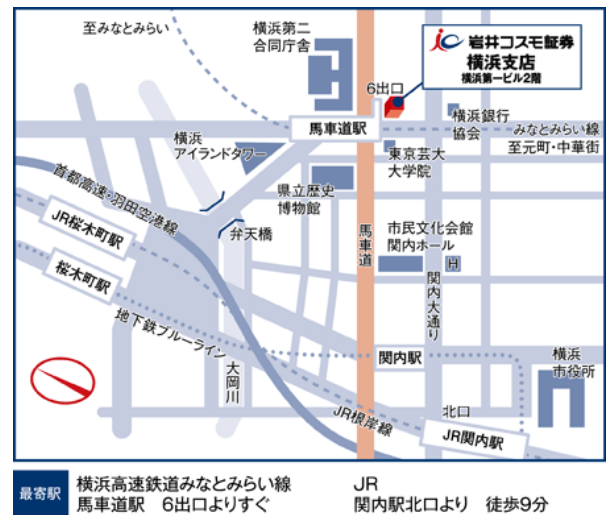 至みなとみらい
横浜第二
合同庁舎
岩井コスモ証券
横浜支店
横浜第一ビル2階
6出口
馬車道駅
横浜銀行
協会
みなとみらい線
至元町・中華街
横浜
アイランドタワー
東京芸大
大学院
県立歴史
博物館
首都高速・羽田空港線
弁天橋
JR桜木町駅
桜木町駅
馬車道
市民文化会館
関内ホール
H
関内大通り
地下鉄ブルーライン
大岡川
関内駅
横浜
市役所
JR根岸線
北口
JR関内駅
最寄駅
横浜高速鉄道みなとみらい線
馬車道駅 6出口よりすぐ
JR
関内駅北口より 徒歩9分